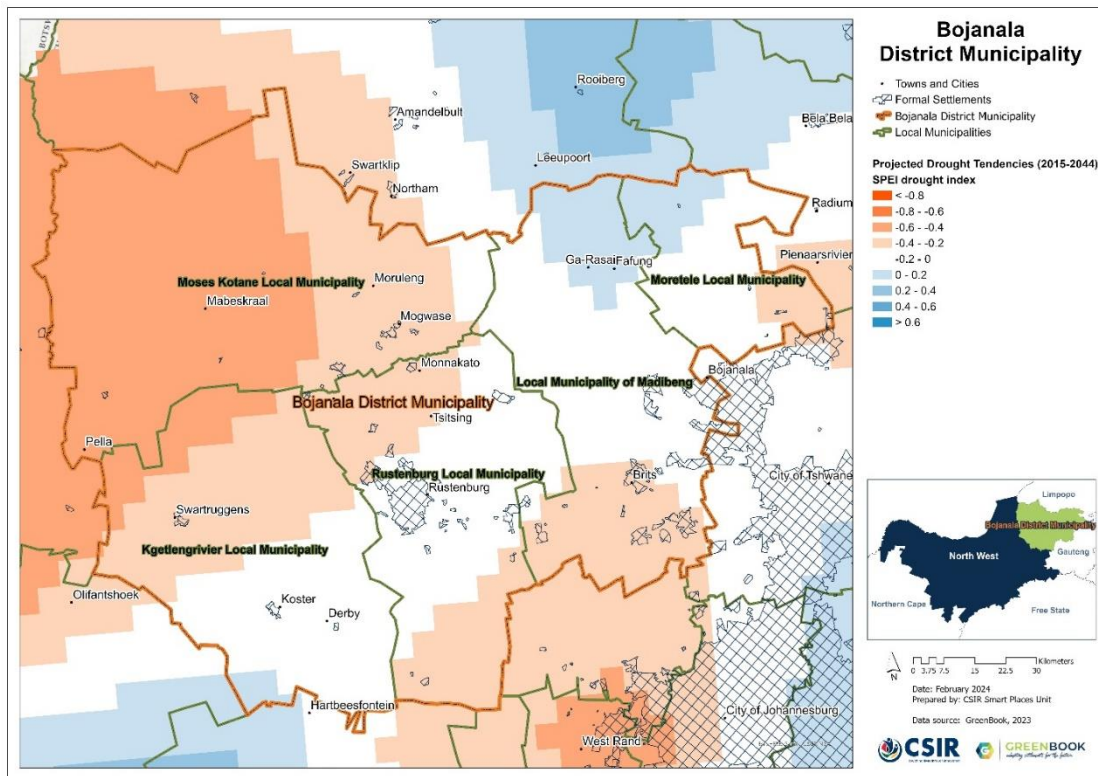 Bojanala
District Municipality
Towns and Cities
Formal Settlements
Bojanala District Municipality
Local Municipalities
Projected Drought Tendencies (2015-2044)
SPEI drought index
< -0.8
-0.8 - -0.6
-0.6 - -0.4
-0.4 - -0.2
-0.2 - 0
0 - 0.2
0.2 - 0.4
0.4 - 0.6
> 0.6
BOTSW
Rooiberg
Amandelbult
Bela Bela
Leeupoort
Swartklip
Northam
Radium
Ga-Rasai
Fafung
Pienaarsrivier
Moruleng
Moses Kotane Local Municipality
Moretele Local Municipality
Mabeskraal
Mogwase
Monnakato
Local Municipality of Madibeng
Bojanala
Bojanala District Municipality
Tsitsing
Pella
Rustenburg Local Municipality
Brits
City of Tshwane
Rustenburg
Swartruggens
Kgetlengrivier Local Municipality
Olifantshoek
Koster
Derby
Hartbeesfontein
City of Johannesburg
West Rand
Limpopo
Bojanala District Municipality
North West
Gauteng
Northern Cape
Free State
N
0 3.75 7.5 15 22.5 30
Kilometers
Date: February 2024
Prepared by: CSIR Smart Places Unit
Data source: GreenBook, 2023
CSIR
GREENBOOK
adapting settlements for the future